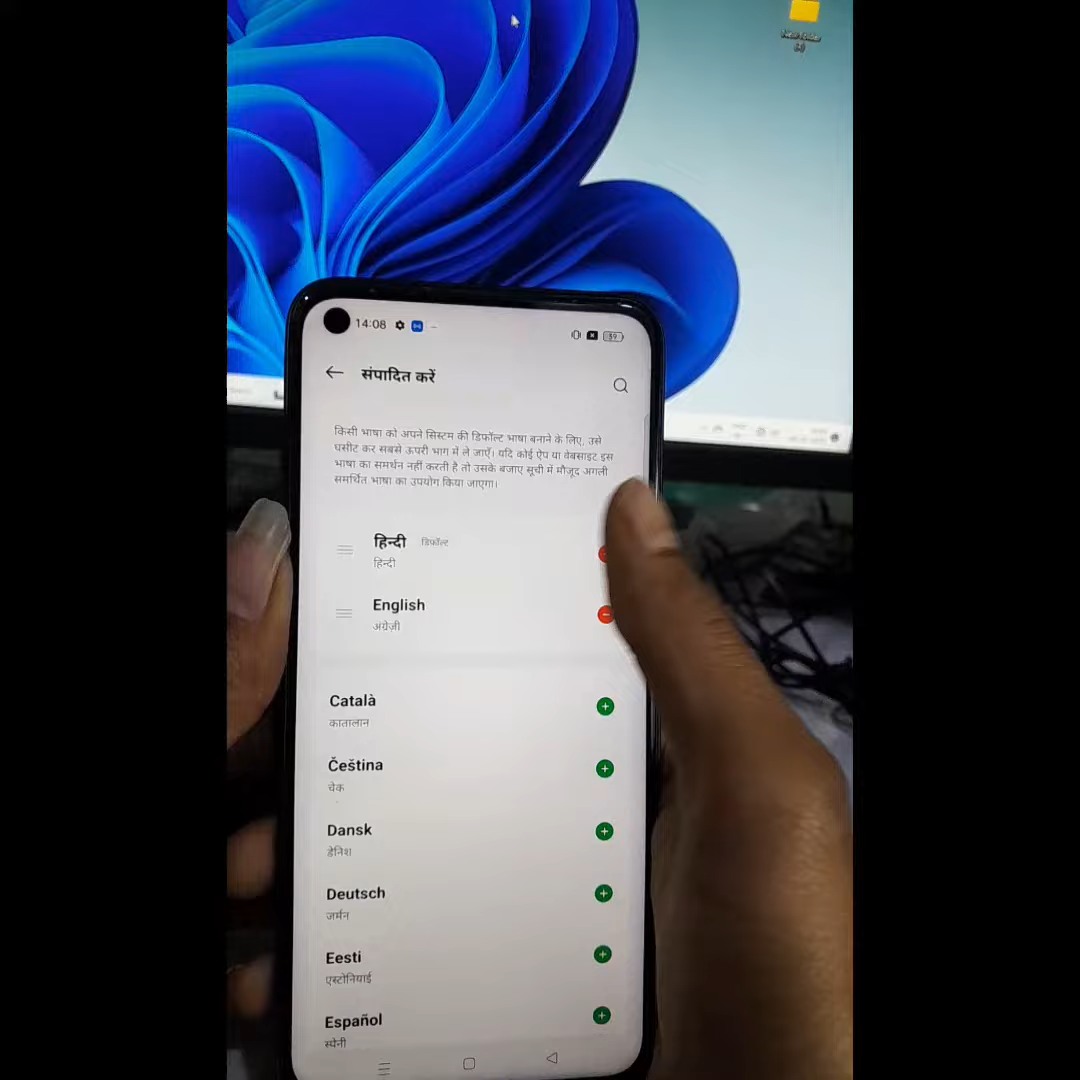 14:08
39
संपादित करें
किसी भाषा को अपने सिस्टम की डिफ़ॉल्ट भाषा बनाने के लिए, उसे
घसीट कर सबसे ऊपरी भाग में ले जाएँ। यदि कोई ऐप या वेबसाइट इस
भाषा का समर्थन नहीं करती है तो उसके बजाए सूची में मौजूद अगली
समर्थित भाषा का उपयोग किया जाएगा।
हिन्दी डिफ़ॉल्ट
हिन्दी
English
अंग्रेज़ी
Català
कातालान
Čeština
चेक
Dansk
डेनिश
Deutsch
जर्मन
Eesti
एस्टोनियाई
Español
स्पेनी